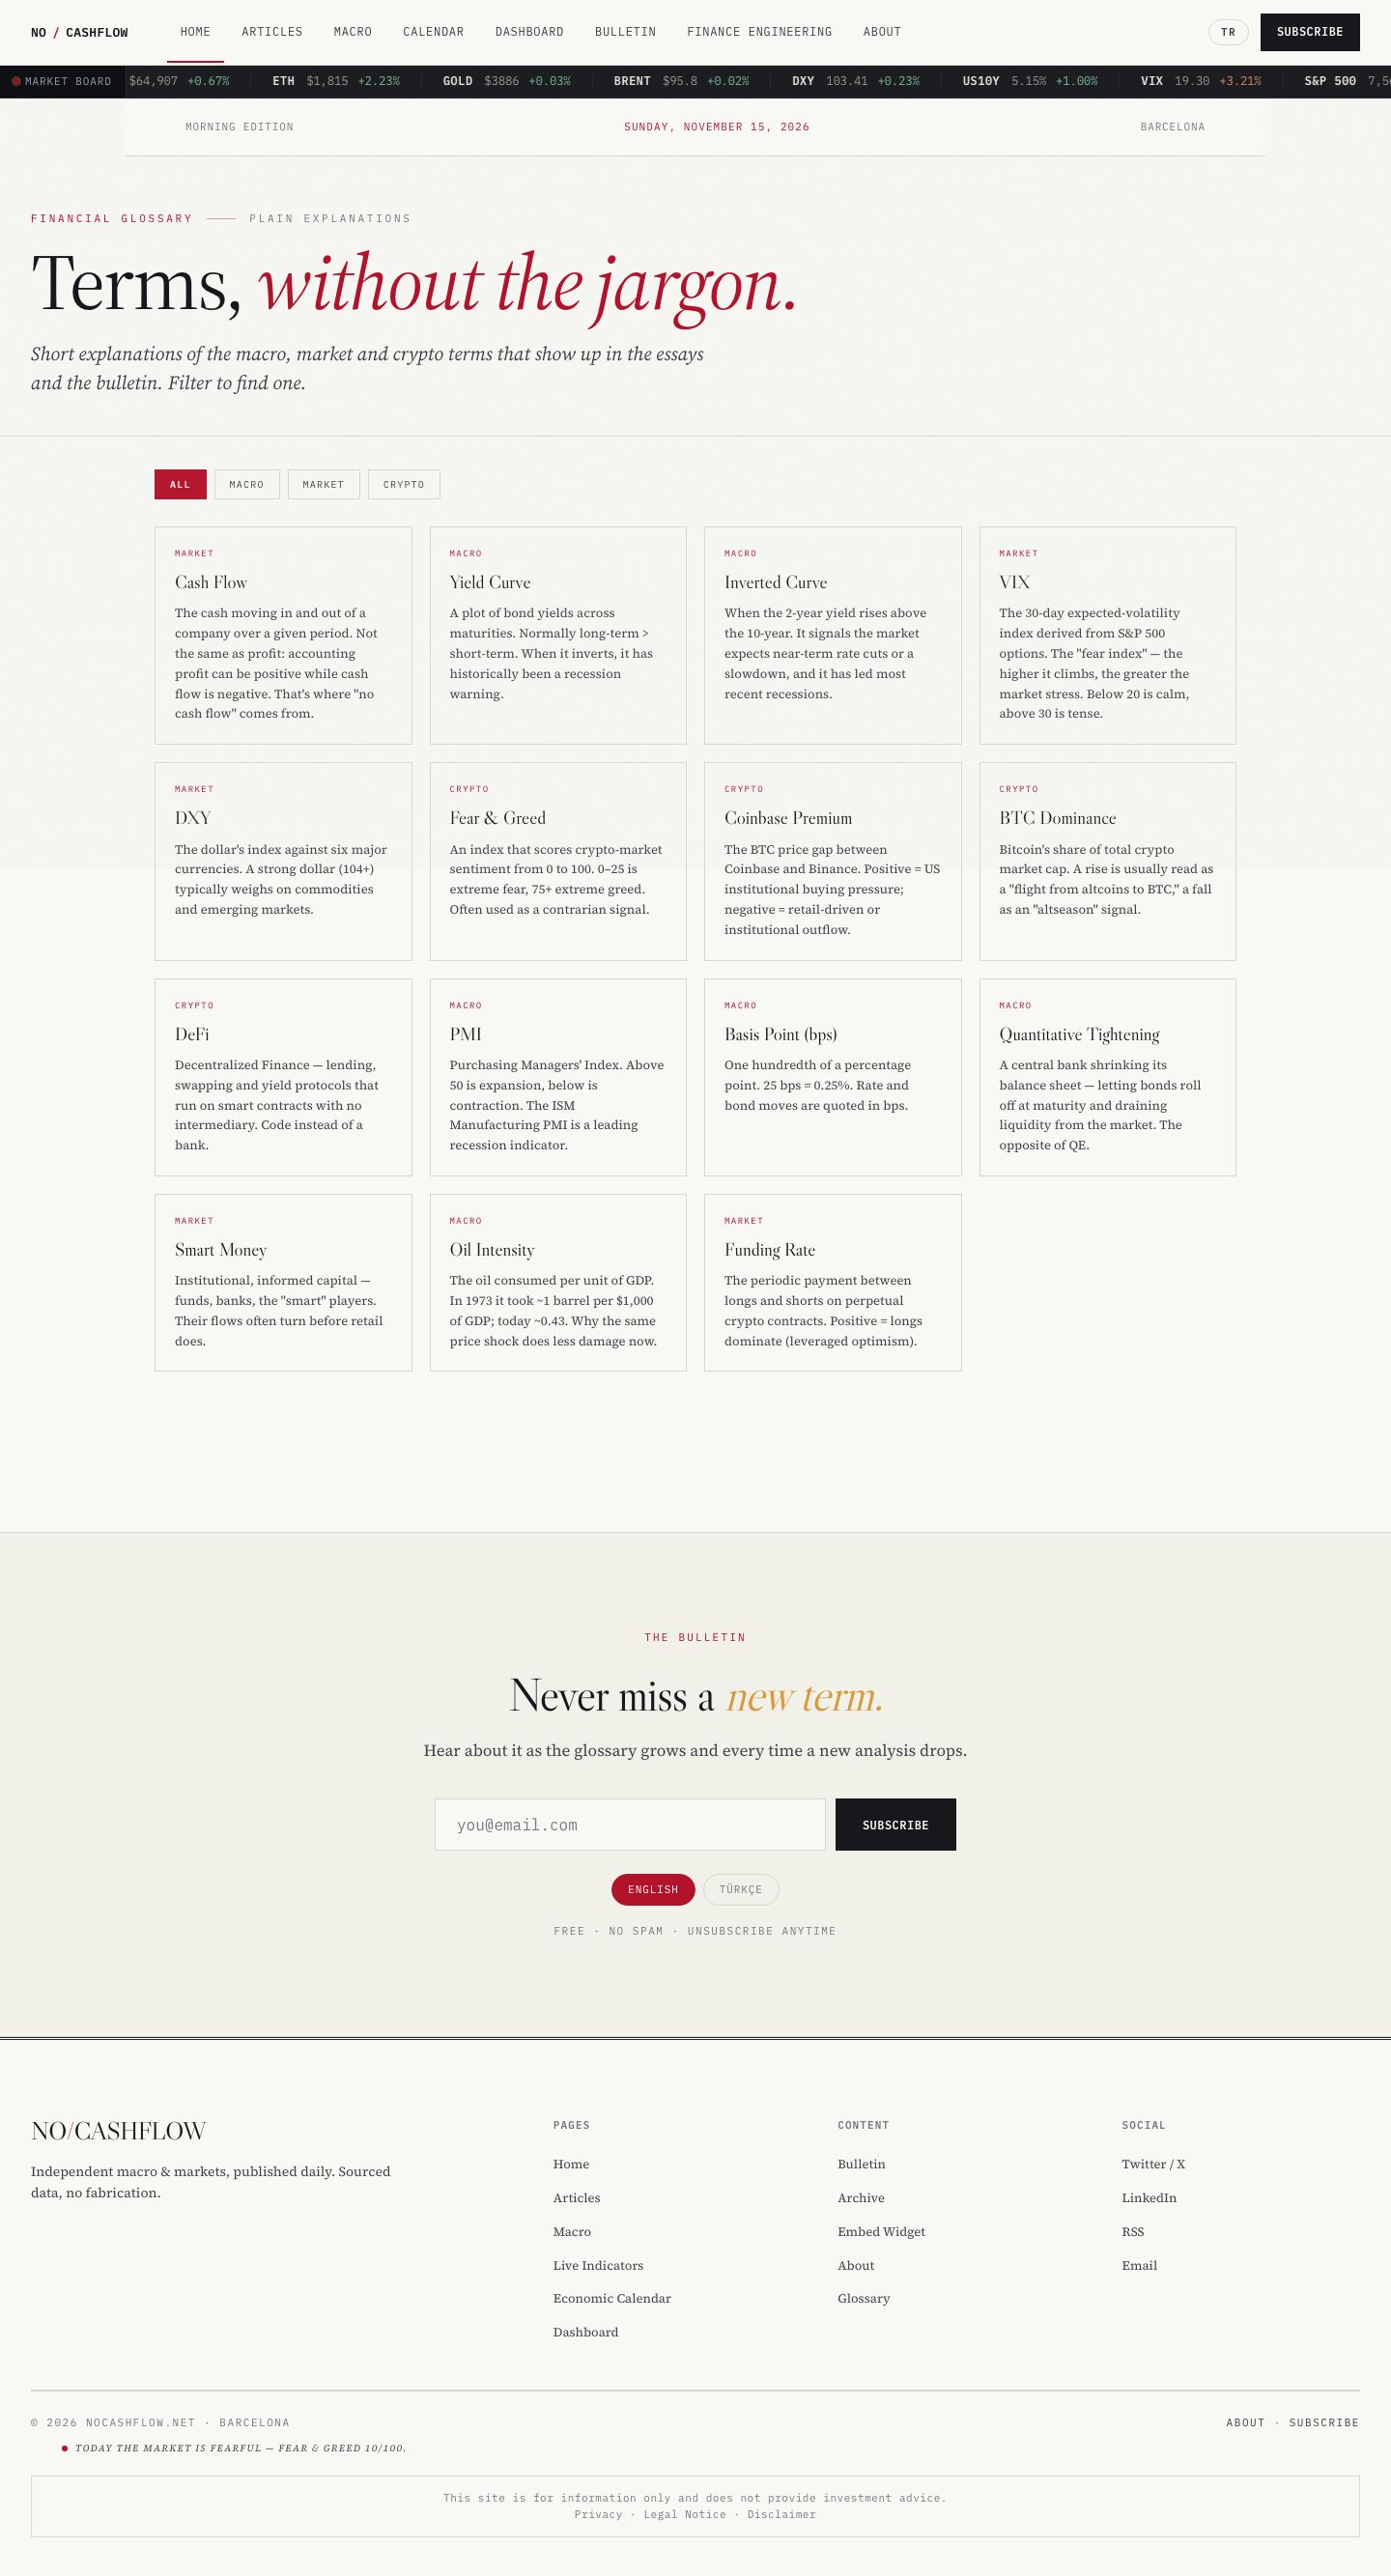 NO / CASHFLOW
HOME
ARTICLES
MACRO
CALENDAR
DASHBOARD
BULLETIN
FINANCE ENGINEERING
ABOUT
TR
SUBSCRIBE
MARKET BOARD
$64,907 +0.67%
ETH $1,815 +2.23%
GOLD $3886 +0.03%
BRENT $95.8 +0.02%
DXY 103.41 +0.23%
US10Y 5.15% +1.00%
VIX 19.30 +3.21%
S&P 500
MORNING EDITION
SUNDAY, NOVEMBER 15, 2026
BARCELONA
FINANCIAL GLOSSARY
PLAIN EXPLANATIONS
Terms, without the jargon.
Short explanations of the macro, market and crypto terms that show up in the essays
and the bulletin. Filter to find one.
ALL
MACRO
MARKET
CRYPTO
MARKET
Cash Flow
The cash moving in and out of a
company over a given period. Not
the same as profit: accounting
profit can be positive while cash
flow is negative. That's where "no
cash flow" comes from.
MACRO
Yield Curve
A plot of bond yields across
maturities. Normally long-term >
short-term. When it inverts, it has
historically been a recession
warning.
MACRO
Inverted Curve
When the 2-year yield rises above
the 10-year. It signals the market
expects near-term rate cuts or a
slowdown, and it has led most
recent recessions.
MARKET
VIX
The 30-day expected-volatility
index derived from S&P 500
options. The "fear index" — the
higher it climbs, the greater the
market stress. Below 20 is calm,
above 30 is tense.
MARKET
DXY
The dollar's index against six major
currencies. A strong dollar (104+)
typically weighs on commodities
and emerging markets.
CRYPTO
Fear & Greed
An index that scores crypto-market
sentiment from 0 to 100. 0–25 is
extreme fear, 75+ extreme greed.
Often used as a contrarian signal.
CRYPTO
Coinbase Premium
The BTC price gap between
Coinbase and Binance. Positive = US
institutional buying pressure;
negative = retail-driven or
institutional outflow.
CRYPTO
BTC Dominance
Bitcoin's share of total crypto
market cap. A rise is usually read as
a "flight from altcoins to BTC," a fall
as an "altseason" signal.
CRYPTO
DeFi
Decentralized Finance — lending,
swapping and yield protocols that
run on smart contracts with no
intermediary. Code instead of a
bank.
MACRO
PMI
Purchasing Managers' Index. Above
50 is expansion, below is
contraction. The ISM
Manufacturing PMI is a leading
recession indicator.
MACRO
Basis Point (bps)
One hundredth of a percentage
point. 25 bps = 0.25%. Rate and
bond moves are quoted in bps.
MACRO
Quantitative Tightening
A central bank shrinking its
balance sheet — letting bonds roll
off at maturity and draining
liquidity from the market. The
opposite of QE.
MARKET
Smart Money
Institutional, informed capital —
funds, banks, the "smart" players.
Their flows often turn before retail
does.
MACRO
Oil Intensity
The oil consumed per unit of GDP.
In 1973 it took ~1 barrel per $1,000
of GDP; today ~0.43. Why the same
price shock does less damage now.
MARKET
Funding Rate
The periodic payment between
longs and shorts on perpetual
crypto contracts. Positive = longs
dominate (leveraged optimism).
THE BULLETIN
Never miss a new term.
Hear about it as the glossary grows and every time a new analysis drops.
you@email.com
SUBSCRIBE
ENGLISH
TÜRKÇE
FREE · NO SPAM · UNSUBSCRIBE ANYTIME
NO/CASHFLOW
Independent macro & markets, published daily. Sourced
data, no fabrication.
PAGES
Home
Articles
Macro
Live Indicators
Economic Calendar
Dashboard
CONTENT
Bulletin
Archive
Embed Widget
About
Glossary
SOCIAL
Twitter / X
LinkedIn
RSS
Email
© 2026 NOCASHFLOW.NET · BARCELONA
ABOUT · SUBSCRIBE
TODAY THE MARKET IS FEARFUL — FEAR & GREED 10/100.
This site is for information only and does not provide investment advice.
Privacy · Legal Notice · Disclaimer